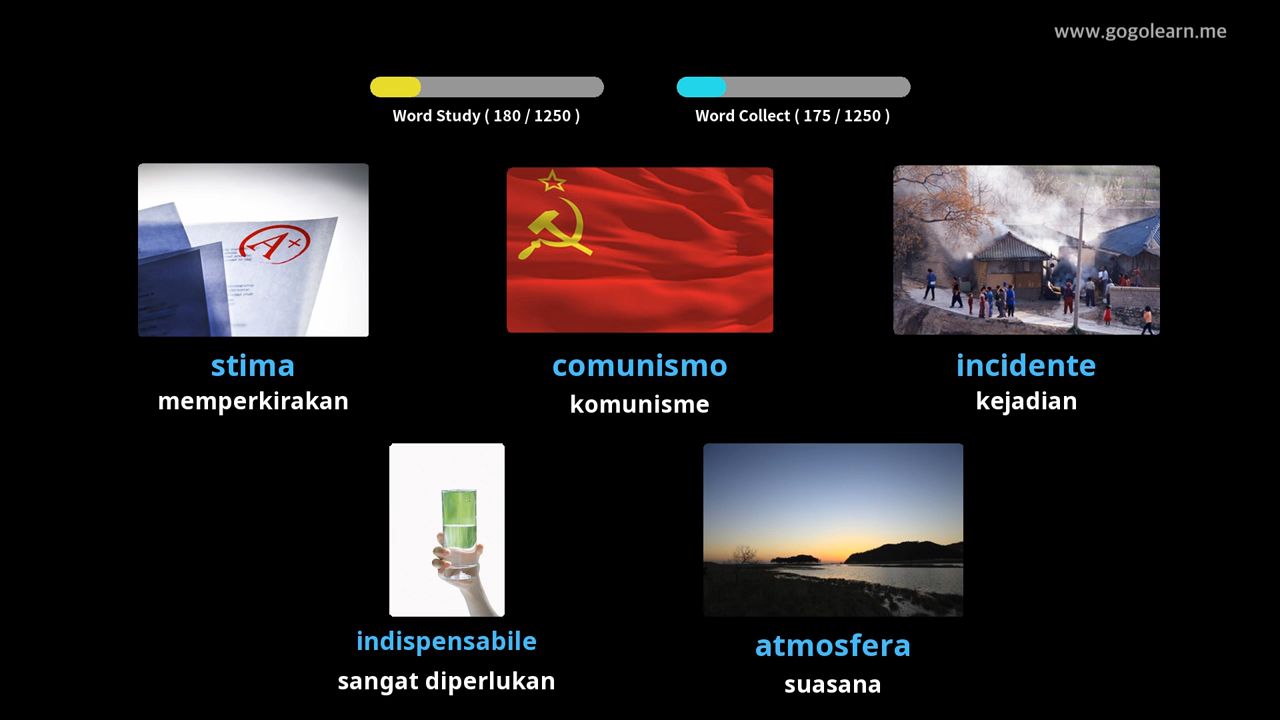 www.gogolearn.me
Word Study ( 180 / 1250 )
Word Collect ( 175 / 1250 )
A+
stima
memperkirakan
comunismo
komunisme
incidente
kejadian
indispensabile
sangat diperlukan
atmosfera
suasana